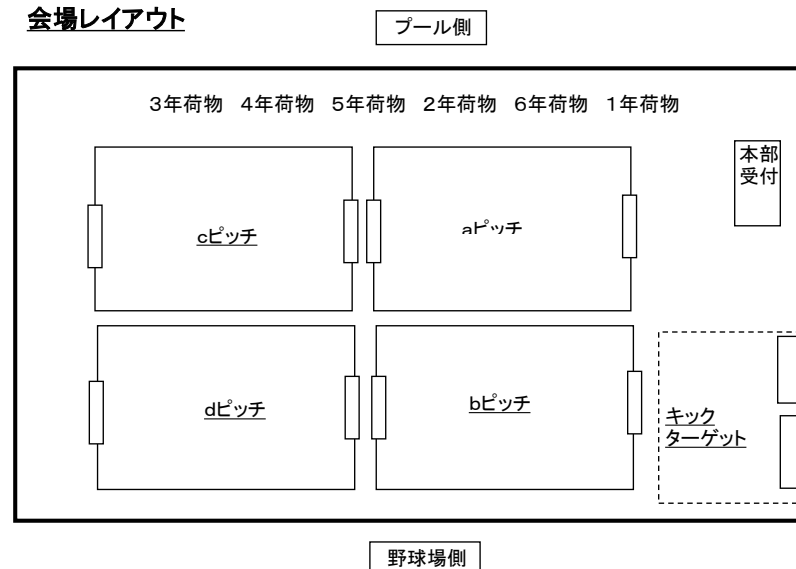 会場レイアウト
プール側
3年荷物 4年荷物 5年荷物 2年荷物 6年荷物 1年荷物
本部
受付
cピッチ
aピッチ
dピッチ
bピッチ
キック
ターゲット
野球場側